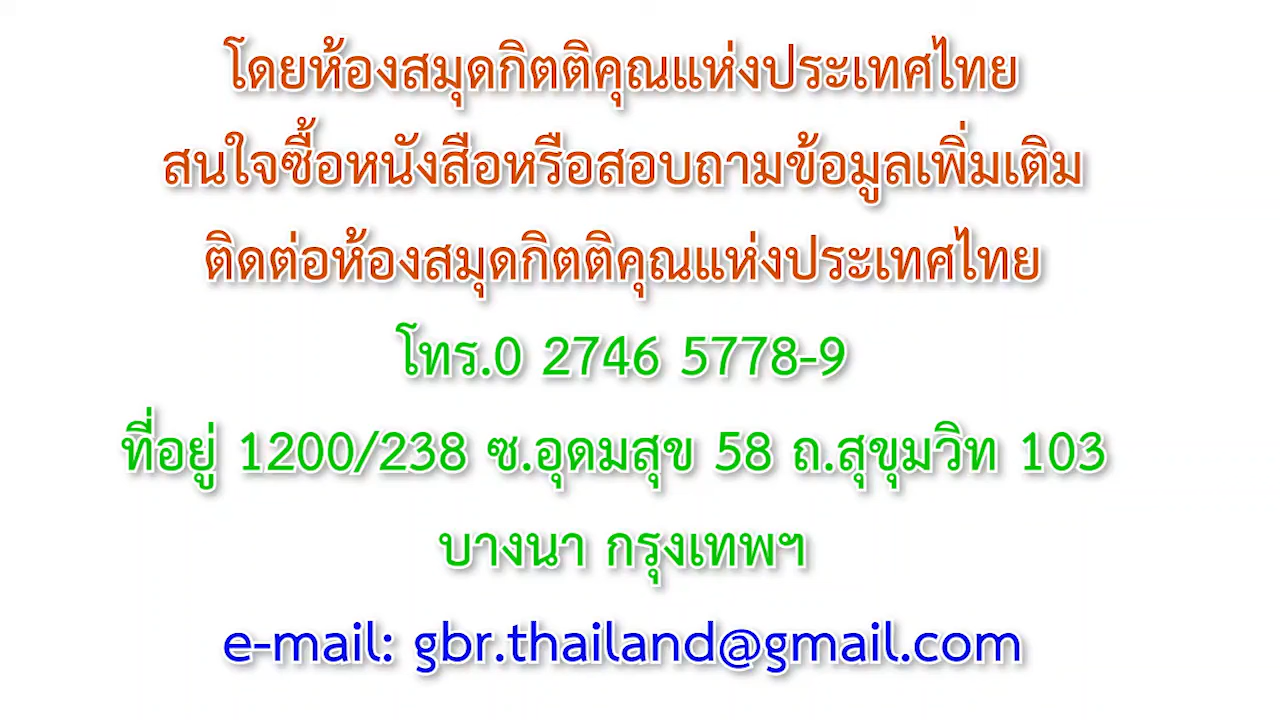 โดยห้องสมุดกิตติคุณแห่งประเทศไทย
สนใจซื้อหนังสือหรือสอบถามข้อมูลเพิ่มเติม
ติดต่อห้องสมุดกิตติคุณแห่งประเทศไทย
โทร.0 2746 5778-9
ที่อยู่ 1200/238 ซ.อุดมสุข 58 ถ.สุขุมวิท 103
บางนา กรุงเทพฯ
e-mail: gbr.thailand@gmail.com